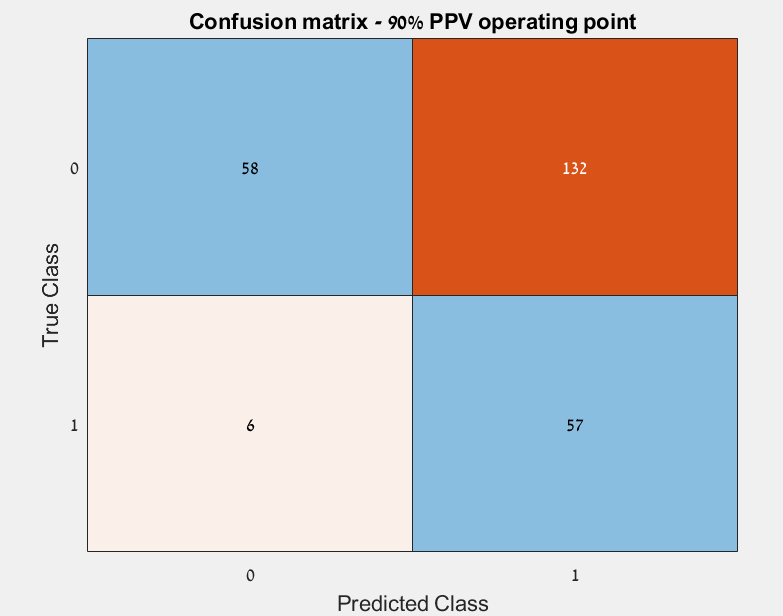 Confusion matrix - 90% PPV operating point
True Class
0
58
132
1
6
57
0
1
Predicted Class